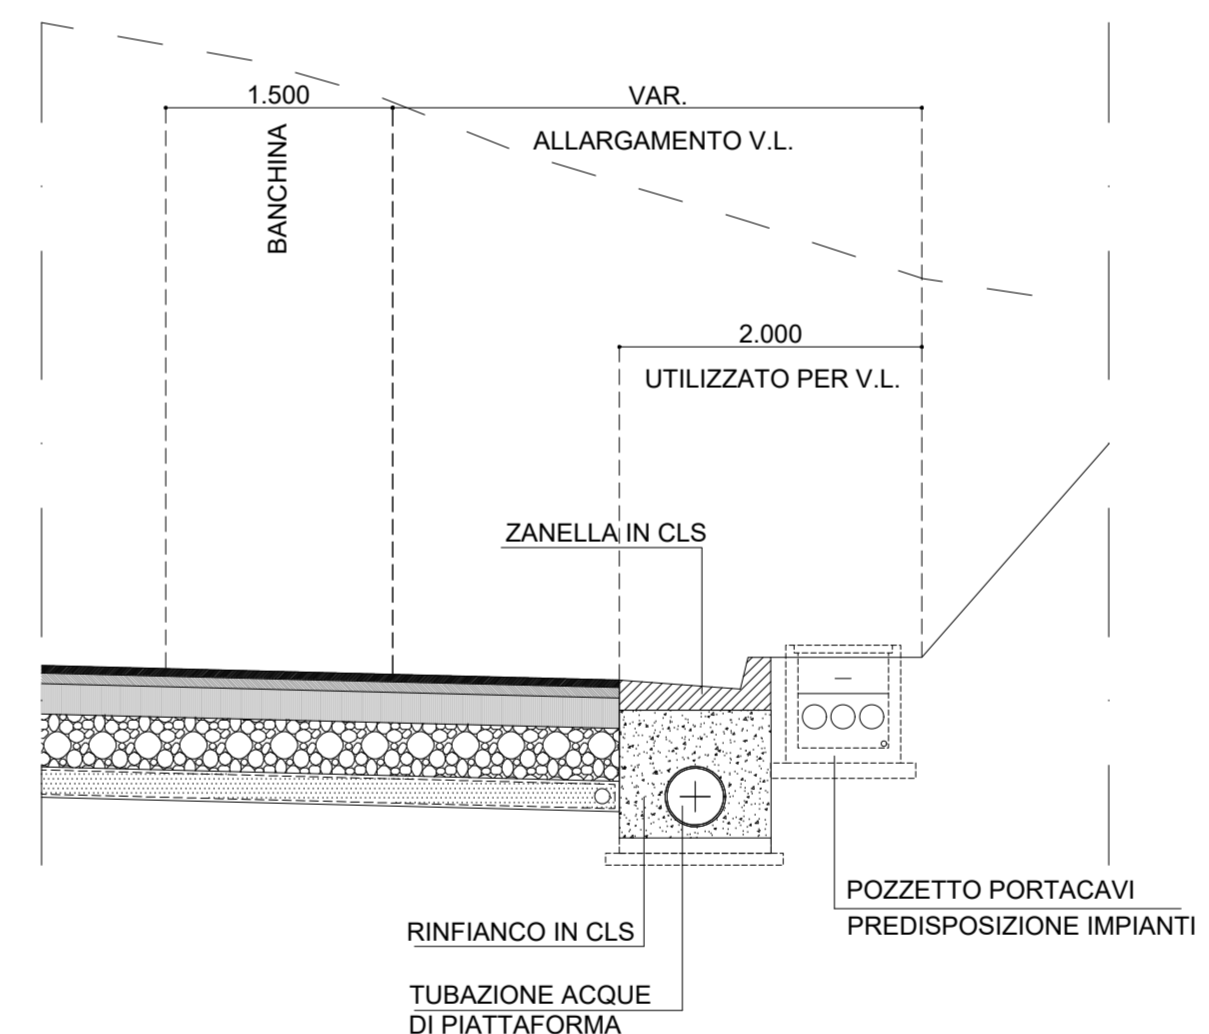 1.500
VAR.
BANCHINA
ALLARGAMENTO V.L.
2.000
UTILIZZATO PER V.L.
ZANELLA IN CLS
POZZETTO PORTACAVI
PREDISPOSIZIONE IMPIANTI
RINFIANCO IN CLS
TUBAZIONE ACQUE
DI PIATTAFORMA